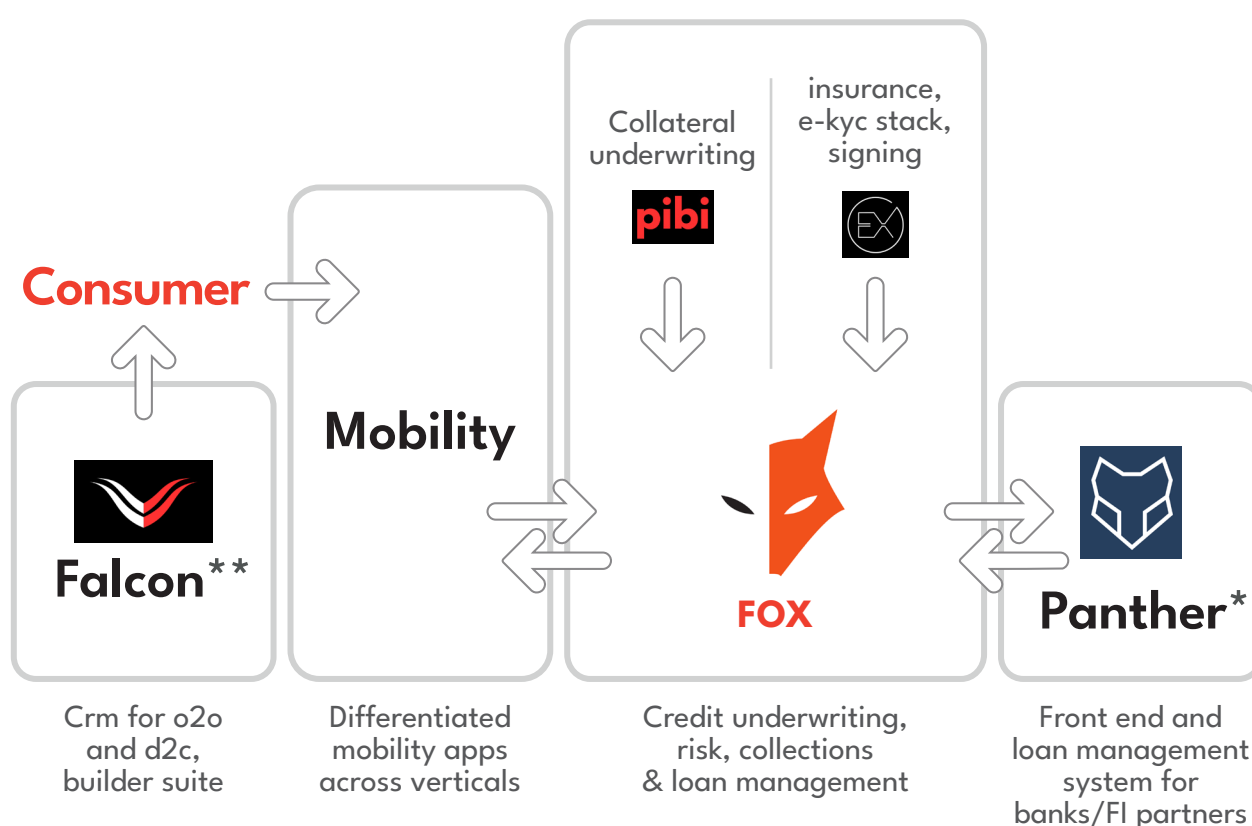 Collateral
underwriting
pibi
insurance,
e-kyc stack,
signing
EX
Consumer
Mobility
Falcon**
FOX
Panther*
Crm for o2o
and d2c,
builder suite
Differentiated
mobility apps
across verticals
Credit underwriting,
risk, collections
& loan management
Front end and
loan management
system for
banks/FI partners